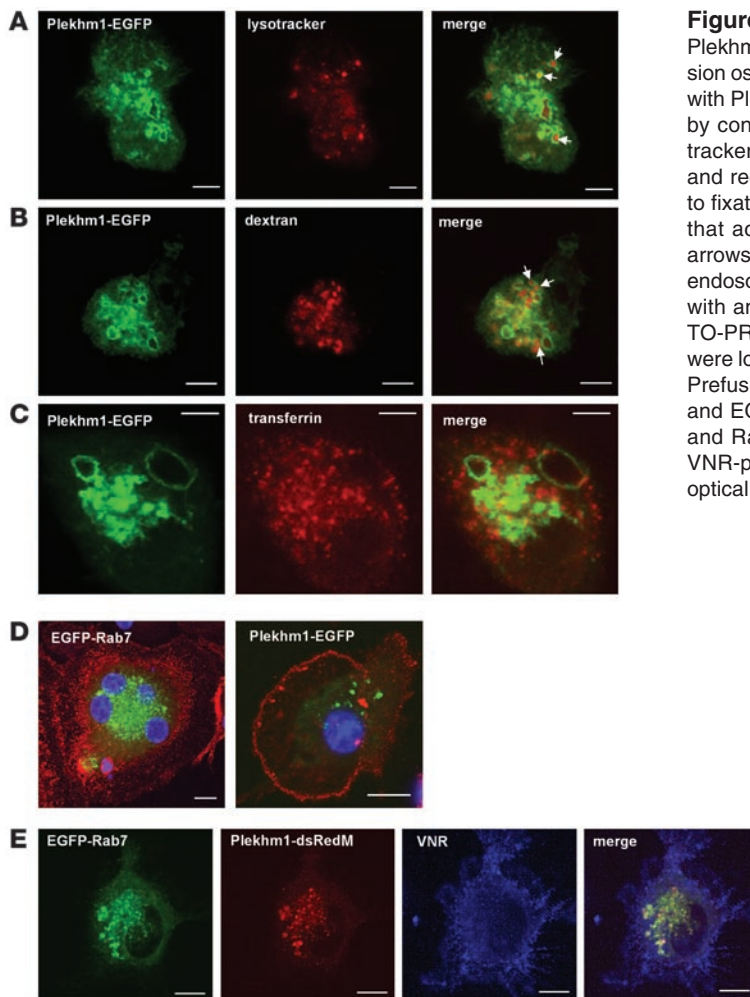 A Plekhm1-EGFP lysotracker merge
B Plekhm1-EGFP dextran merge
C Plekhm1-EGFP transferrin merge
D EGFP-Rab7 Plekhm1-EGFP
E EGFP-Rab7 Plekhm1-dsRedM VNR merge
Figure
Plekhm
sion os
with Pl
by con
tracker
and re
to fixat
that ac
arrows
endosc
with ar
TO-PR
were lo
Prefus
and EG
and Ra
VNR-p
optical